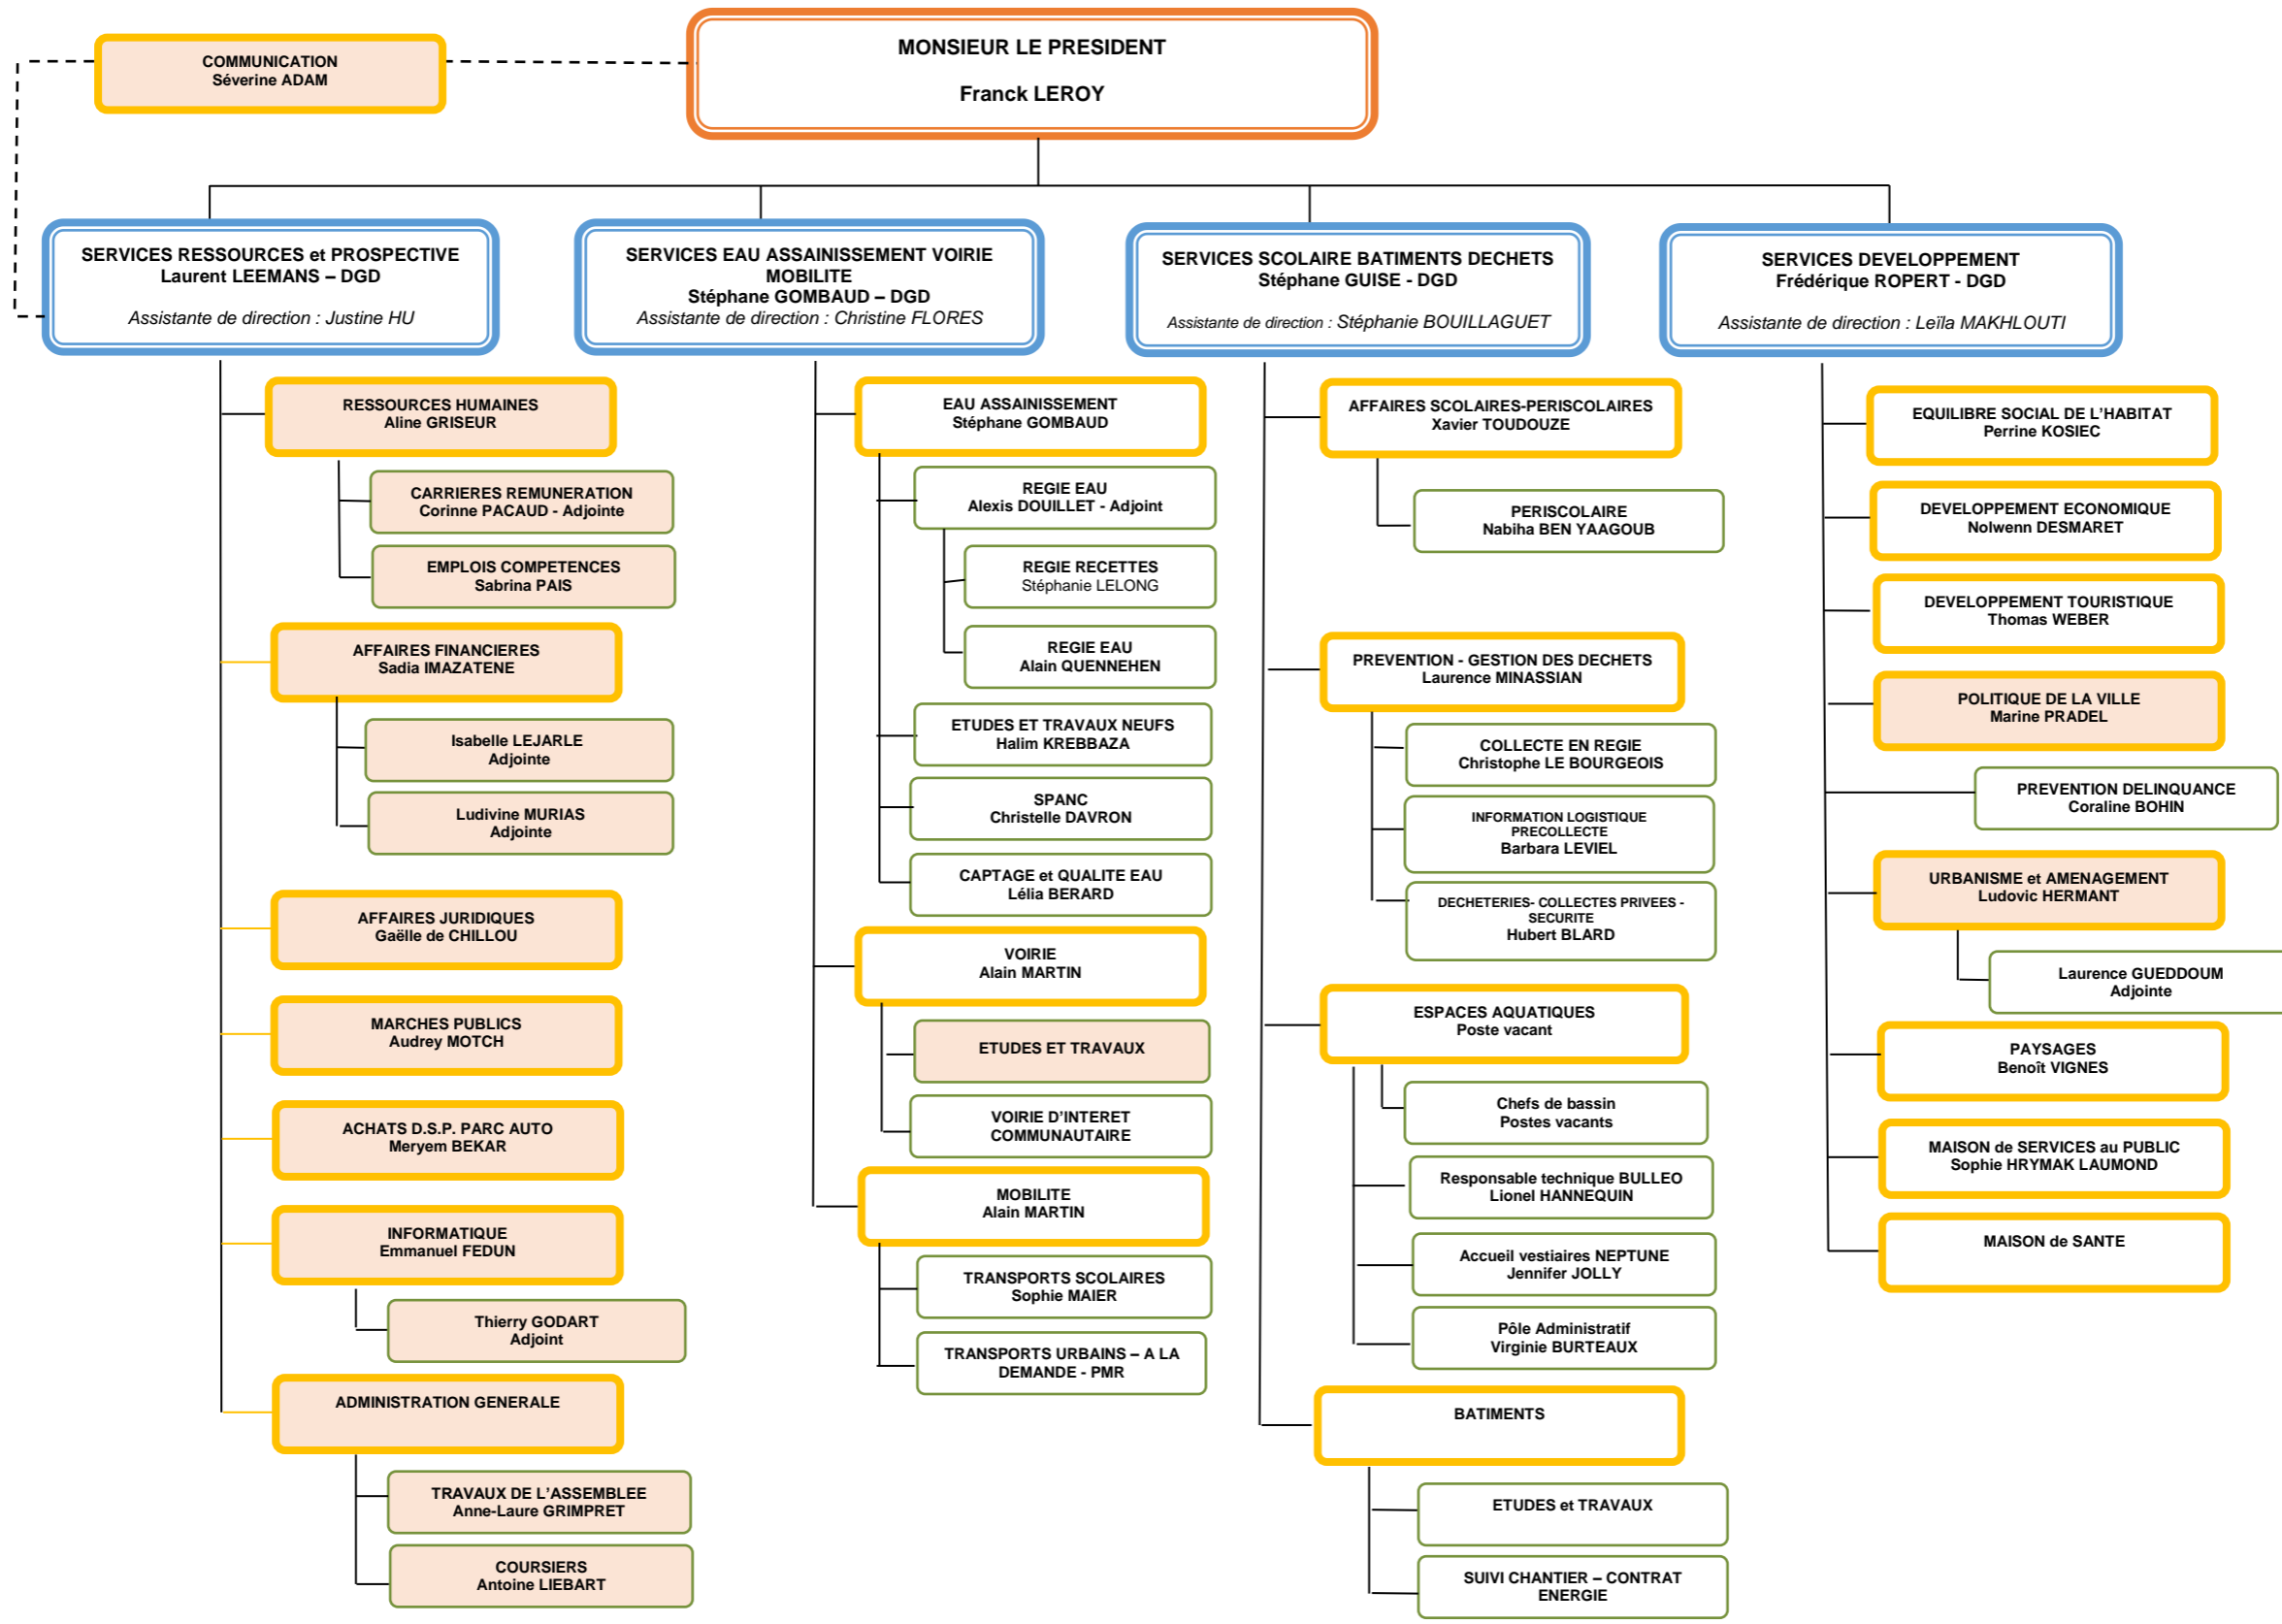 COMMUNICATION
Séverine ADAM
MONSIEUR LE PRESIDENT
Franck LEROY
SERVICES RESSOURCES et PROSPECTIVE
Laurent LEEMANS – DGD
Assistante de direction : Justine HU
SERVICES EAU ASSAINISSEMENT VOIRIE
MOBILITE
Stéphane GOMBAUD – DGD
Assistante de direction : Christine FLORES
SERVICES SCOLAIRE BATIMENTS DECHETS
Stéphane GUISE - DGD
Assistante de direction : Stéphanie BOUILLAGUET
SERVICES DEVELOPPEMENT
Frédérique ROPERT - DGD
Assistante de direction : Leïla MAKHLOUTI
RESSOURCES HUMAINES
Aline GRISEUR
CARRIERES REMUNERATION
Corinne PACAUD - Adjointe
EMPLOIS COMPETENCES
Sabrina PAIS
AFFAIRES FINANCIERES
Sadia IMAZATENE
Isabelle LEJARLE
Adjointe
Ludivine MURIAS
Adjointe
AFFAIRES JURIDIQUES
Gaëlle de CHILLOU
MARCHES PUBLICS
Audrey MOTCH
ACHATS D.S.P. PARC AUTO
Meryem BEKAR
INFORMATIQUE
Emmanuel FEDUN
Thierry GODART
Adjoint
ADMINISTRATION GENERALE
TRAVAUX DE L'ASSEMBLEE
Anne-Laure GRIMPRET
COURSIERS
Antoine LIEBART
EAU ASSAINISSEMENT
Stéphane GOMBAUD
REGIE EAU
Alexis DOUILLET - Adjoint
REGIE RECETTES
Stéphanie LELONG
REGIE EAU
Alain QUENNEHEN
ETUDES ET TRAVAUX NEUFS
Halim KREBBAZA
SPANC
Christelle DAVRON
CAPTAGE et QUALITE EAU
Lélia BERARD
VOIRIE
Alain MARTIN
ETUDES ET TRAVAUX
VOIRIE D'INTERET
COMMUNAUTAIRE
MOBILITE
Alain MARTIN
TRANSPORTS SCOLAIRES
Sophie MAIER
TRANSPORTS URBAINS – A LA
DEMANDE - PMR
AFFAIRES SCOLAIRES-PERISCOLAIRES
Xavier TOUDOUZE
PERISCOLAIRE
Nabiha BEN YAAGOUB
PREVENTION - GESTION DES DECHETS
Laurence MINASSIAN
COLLECTE EN REGIE
Christophe LE BOURGEOIS
INFORMATION LOGISTIQUE
PRECOLLECTE
Barbara LEVIEL
DECHETERIES- COLLECTES PRIVEES -
SECURITE
Hubert BLARD
ESPACES AQUATIQUES
Poste vacant
Chefs de bassin
Postes vacants
Responsable technique BULLEO
Lionel HANNEQUIN
Accueil vestiaires NEPTUNE
Jennifer JOLLY
Pôle Administratif
Virginie BURTEAUX
BATIMENTS
ETUDES et TRAVAUX
SUIVI CHANTIER – CONTRAT
ENERGIE
EQUILIBRE SOCIAL DE L'HABITAT
Perrine KOSIEC
DEVELOPPEMENT ECONOMIQUE
Nolwenn DESMARET
DEVELOPPEMENT TOURISTIQUE
Thomas WEBER
POLITIQUE DE LA VILLE
Marine PRADEL
PREVENTION DELINQUANCE
Coraline BOHIN
URBANISME et AMENAGEMENT
Ludovic HERMANT
Laurence GUEDDOUM
Adjointe
PAYSAGES
Benoît VIGNES
MAISON de SERVICES au PUBLIC
Sophie HRYMAK LAUMOND
MAISON de SANTE